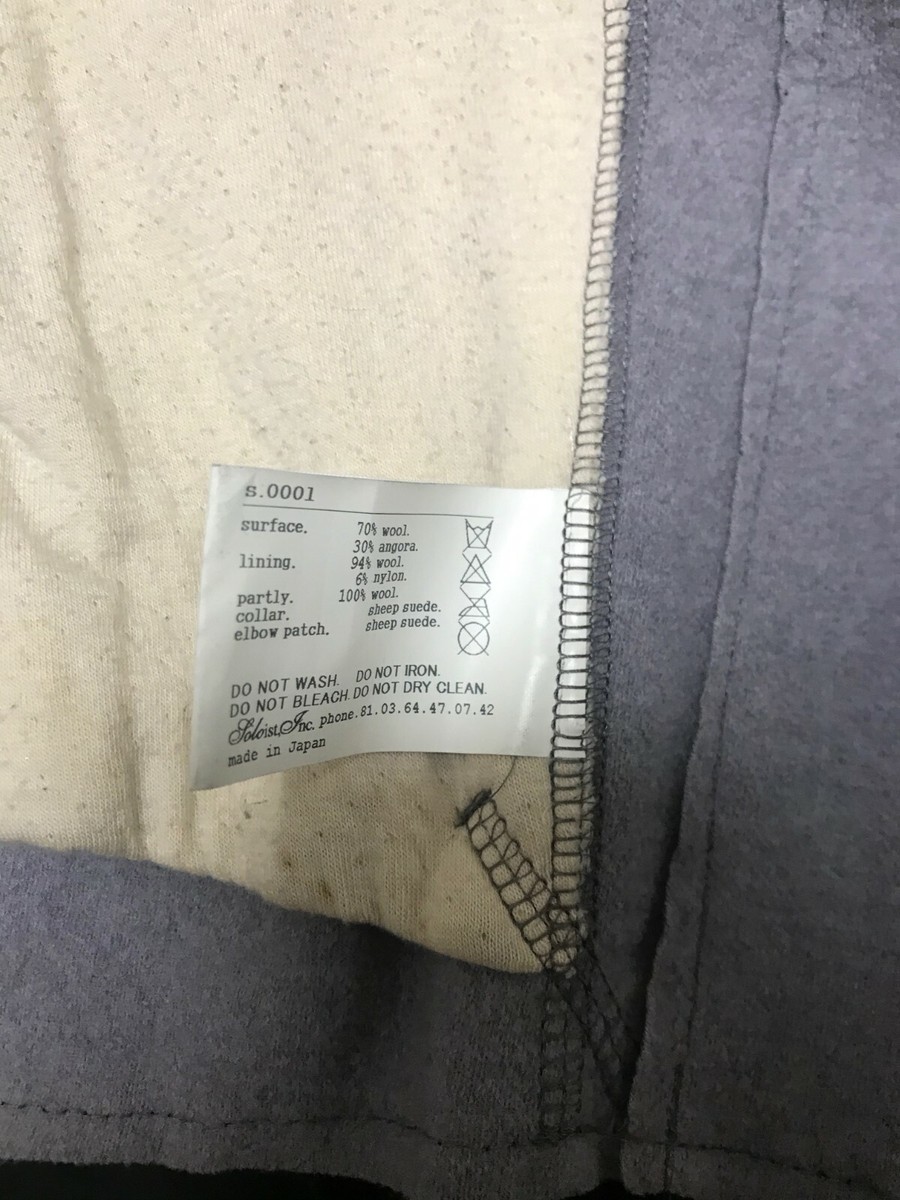 s.0001
surface. 70% wool.
30% angora.
lining. 94% wool.
6% nylon.
partly. 100% wool.
collar. sheep suede.
elbow patch. sheep suede.
DO NOT WASH. DO NOT IRON.
DO NOT BLEACH. DO NOT DRY CLEAN.
Soloist,Inc. phone.81.03.64.47.07.42
made in Japan